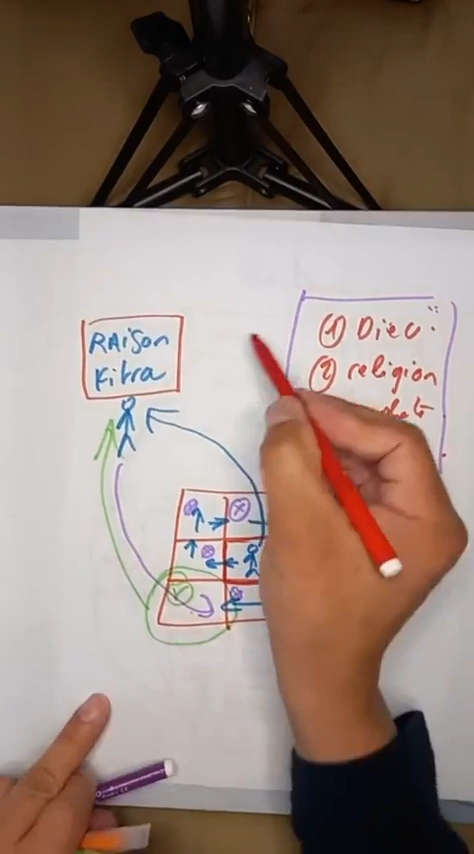 RAison
Fitra
① Dieu:
② religion